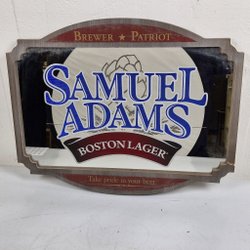 BREWER ★ PATRIOT
SAMUEL
ADAMS
BOSTON LAGER
Take pride in your beer.